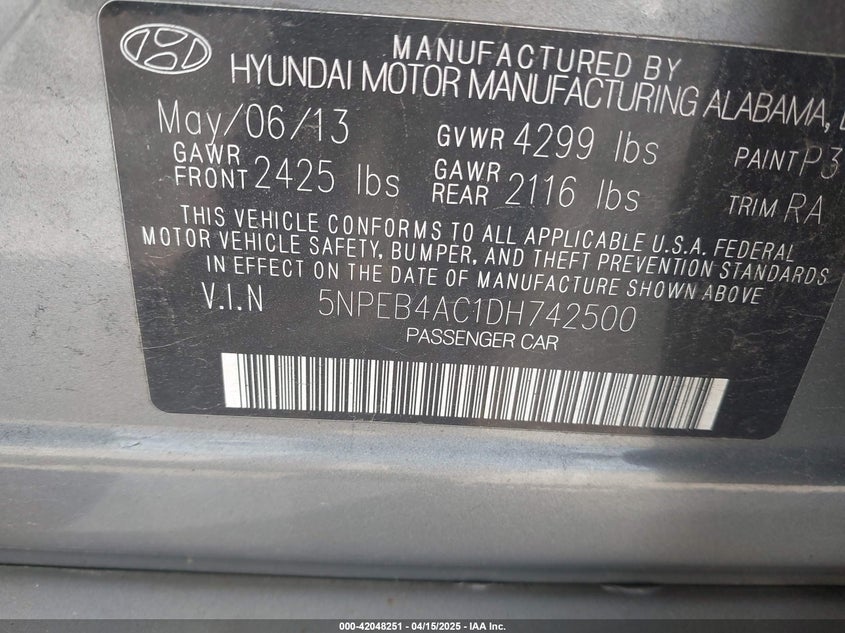 MANUFACTURED BY
HYUNDAI MOTOR MANUFACTURING ALABAMA,
May/06/13 GVWR 4299 lbs PAINT P3
GAWR FRONT 2425 lbs GAWR REAR 2116 lbs TRIM RA
THIS VEHICLE CONFORMS TO ALL APPLICABLE U.S.A. FEDERAL
MOTOR VEHICLE SAFETY, BUMPER, AND THEFT PREVENTION STANDARDS
IN EFFECT ON THE DATE OF MANUFACTURE SHOWN ABOVE
V.I.N 5NPEB4AC1DH742500
PASSENGER CAR
000-42048251 - 04/15/2025 - IAA Inc.